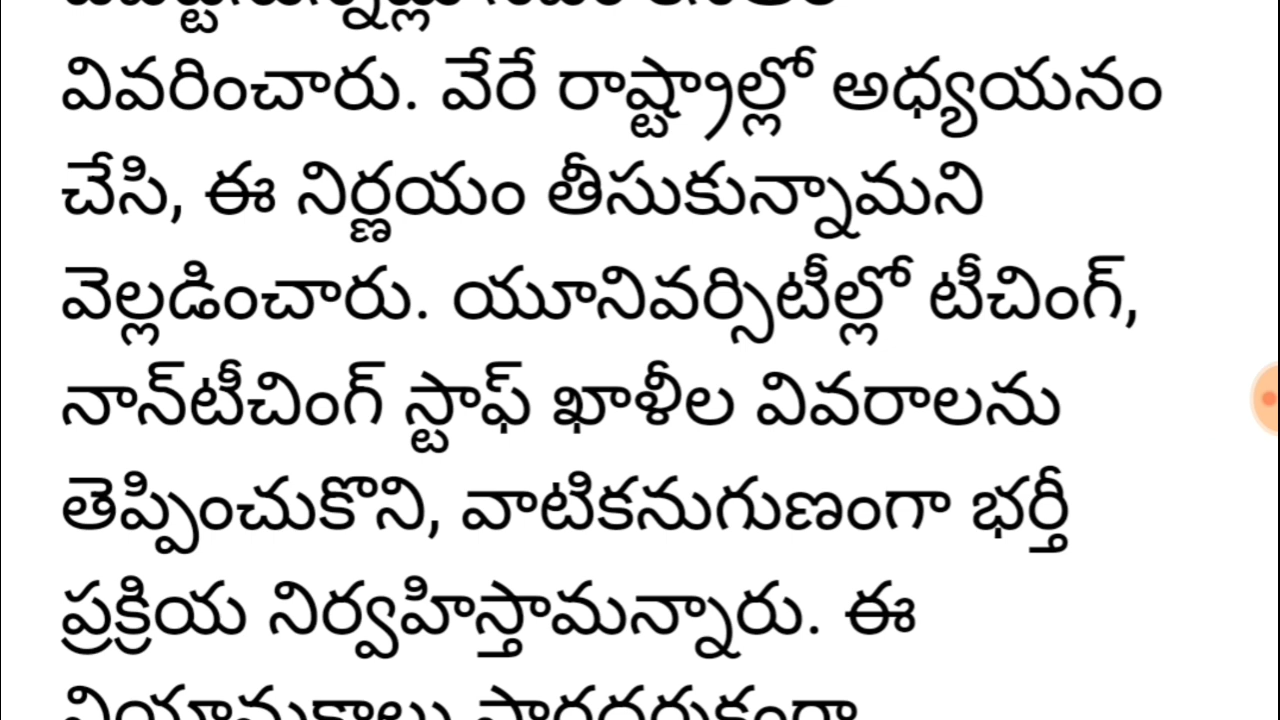 వివరించారు. వేరే రాష్ట్రాల్లో అధ్యయనం
చేసి, ఈ నిర్ణయం తీసుకున్నామని
వెల్లడించారు. యూనివర్సిటీల్లో టీచింగ్,
నాన్‌టీచింగ్ స్టాఫ్ ఖాళీల వివరాలను
తెప్పించుకొని, వాటికనుగుణంగా భర్తీ
ప్రక్రియ నిర్వహిస్తామన్నారు. ఈ